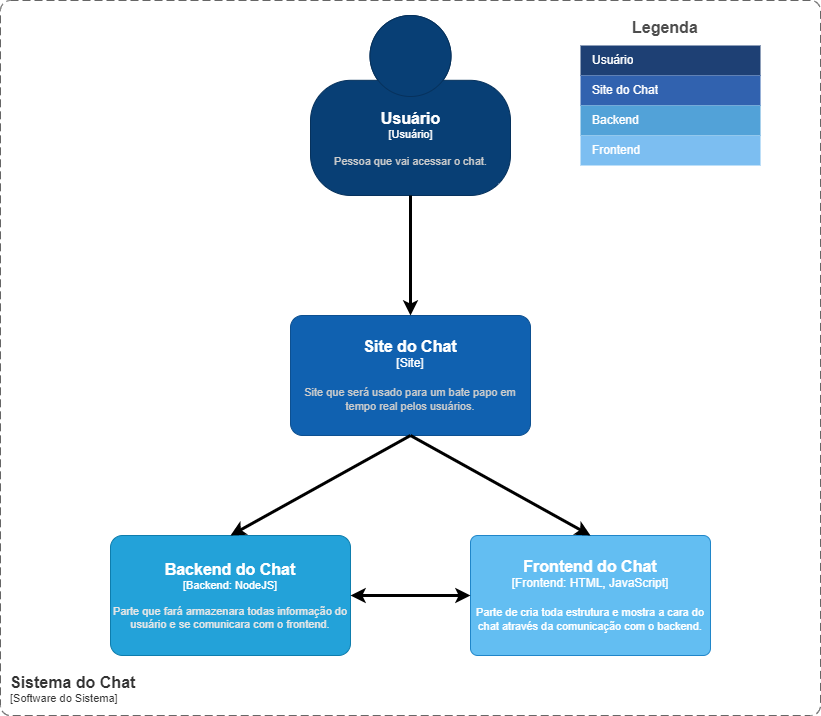 Legenda
Usuário
Site do Chat
Backend
Frontend
Usuário
[Usuário]
Pessoa que vai acessar o chat.
Site do Chat
[Site]
Site que será usado para um bate papo em
tempo real pelos usuários.
Backend do Chat
[Backend: NodeJS]
Parte que fará armazenara todas informação do
usuário e se comunicara com o frontend.
Frontend do Chat
[Frontend: HTML, JavaScript]
Parte de cria toda estrutura e mostra a cara do
chat através da comunicação com o backend.
Sistema do Chat
[Software do Sistema]